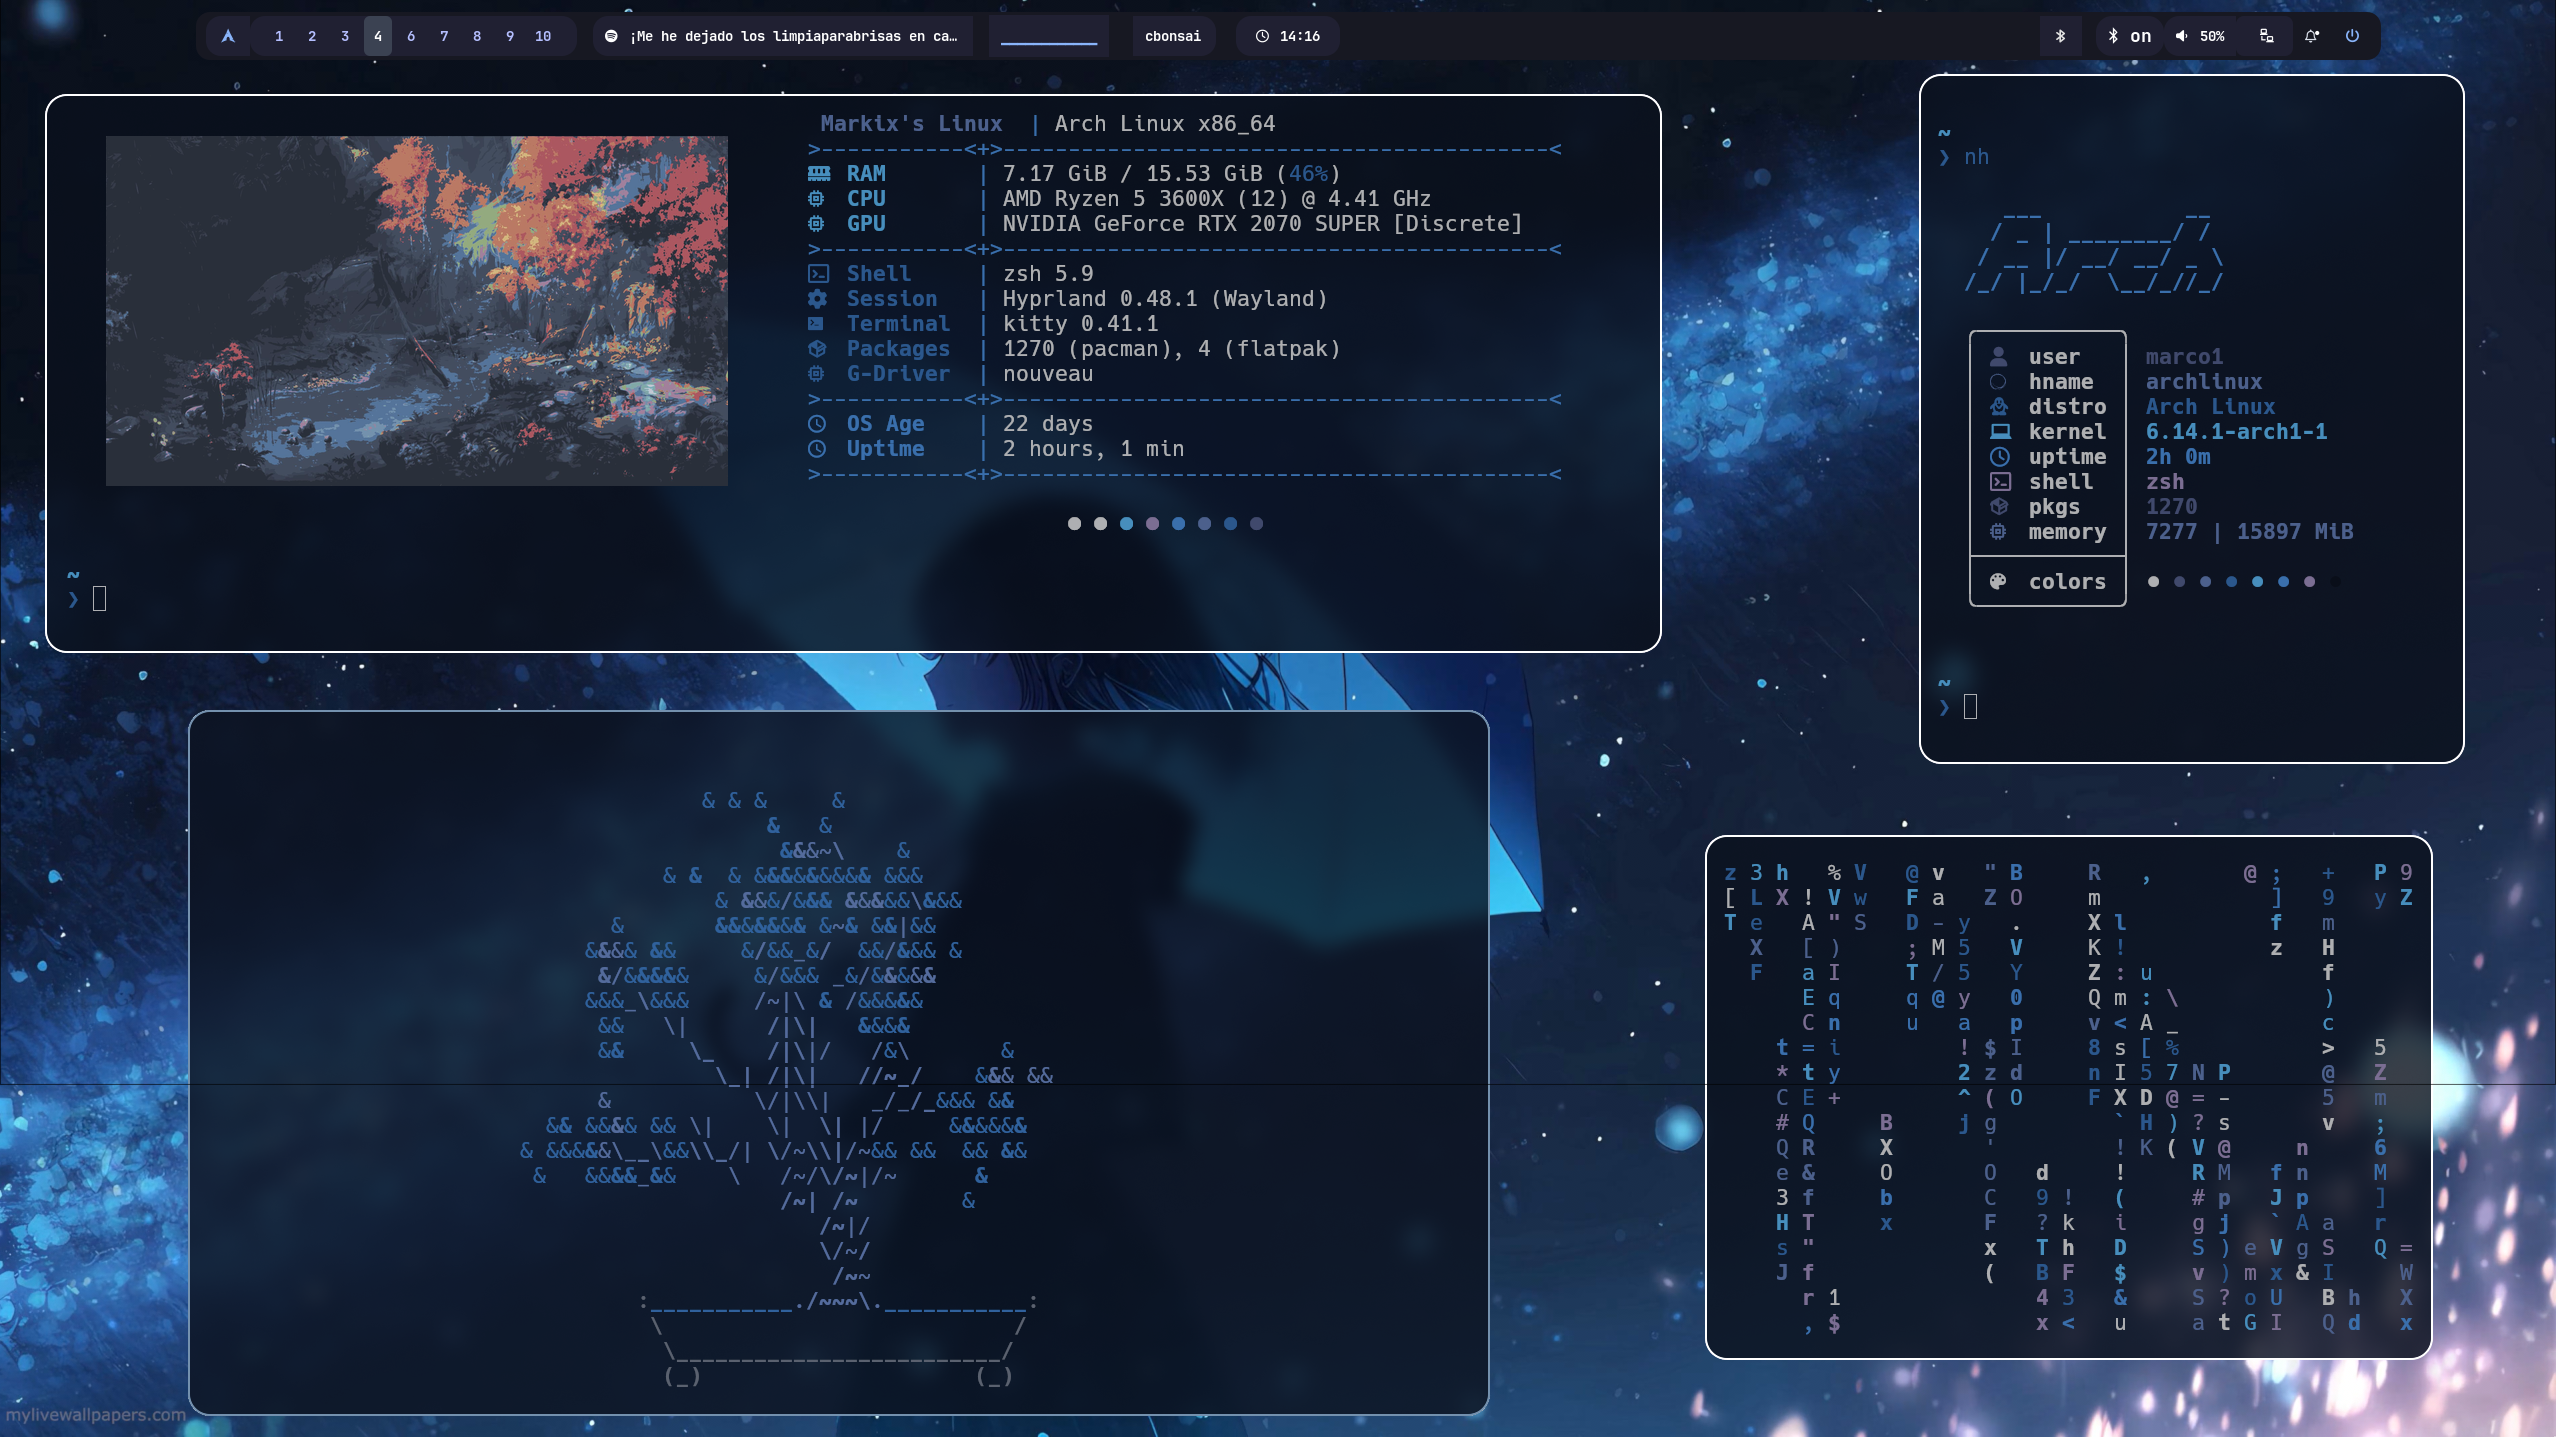 1 2 3 4 6 7 8 9 10 ¡Me he dejado los limpiaparabrisas en ca… cbonsai 14:16 on 50%
Markix's Linux | Arch Linux x86_64
>-----------<+>------------------------------------------<
RAM | 7.17 GiB / 15.53 GiB (46%)
CPU | AMD Ryzen 5 3600X (12) @ 4.41 GHz
GPU | NVIDIA GeForce RTX 2070 SUPER [Discrete]
>-----------<+>------------------------------------------<
Shell | zsh 5.9
Session | Hyprland 0.48.1 (Wayland)
Terminal | kitty 0.41.1
Packages | 1270 (pacman), 4 (flatpak)
G-Driver | nouveau
>-----------<+>------------------------------------------<
OS Age | 22 days
Uptime | 2 hours, 1 min
>-----------<+>------------------------------------------<
~
❯
~
❯ nh
user marco1
hname archlinux
distro Arch Linux
kernel 6.14.1-arch1-1
uptime 2h 0m
shell zsh
pkgs 1270
memory 7277 | 15897 MiB
colors
~
❯
mylivewallpapers.com